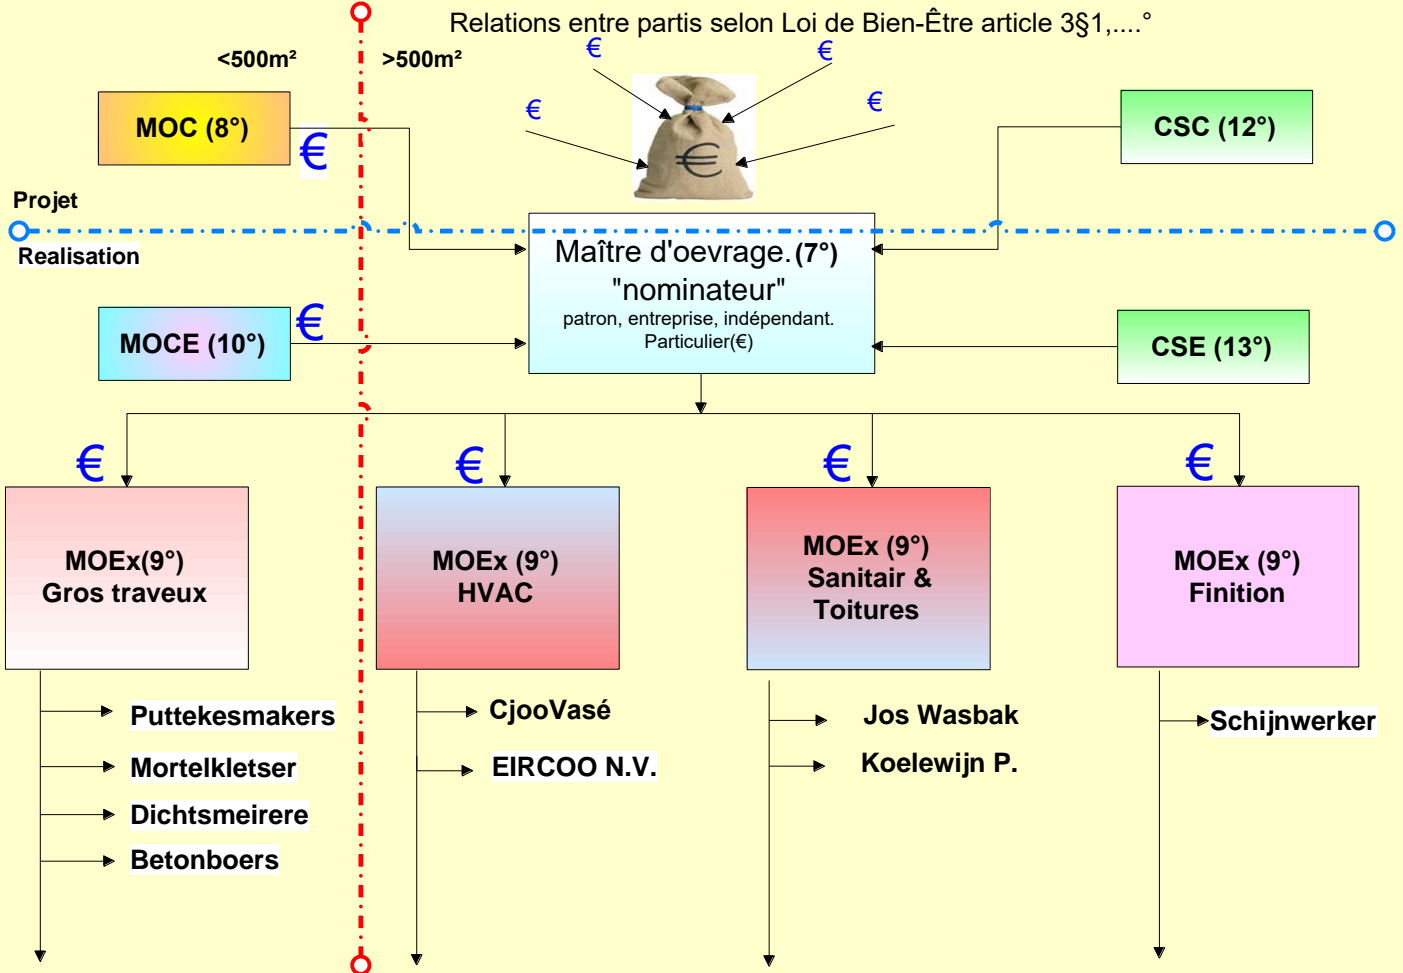 Relations entre partis selon Loi de Bien-Être article 3§1,....°
<500m²
>500m²
€
€
€
€
€
MOC (8°)
€
CSC (12°)
Projet
Realisation
Maître d'oevrage.(7°)
"nominateur"
patron, entreprise, indépendant.
Particulier(€)
MOCE (10°)
€
CSE (13°)
€
€
€
€
MOEx(9°)
Gros traveux
MOEx (9°)
HVAC
MOEx (9°)
Sanitair &
Toitures
MOEx (9°)
Finition
Puttekesmakers
Mortelkletser
Dichtsmeirere
Betonboers
CjooVasé
EIRCOO N.V.
Jos Wasbak
Koelewijn P.
Schijnwerker